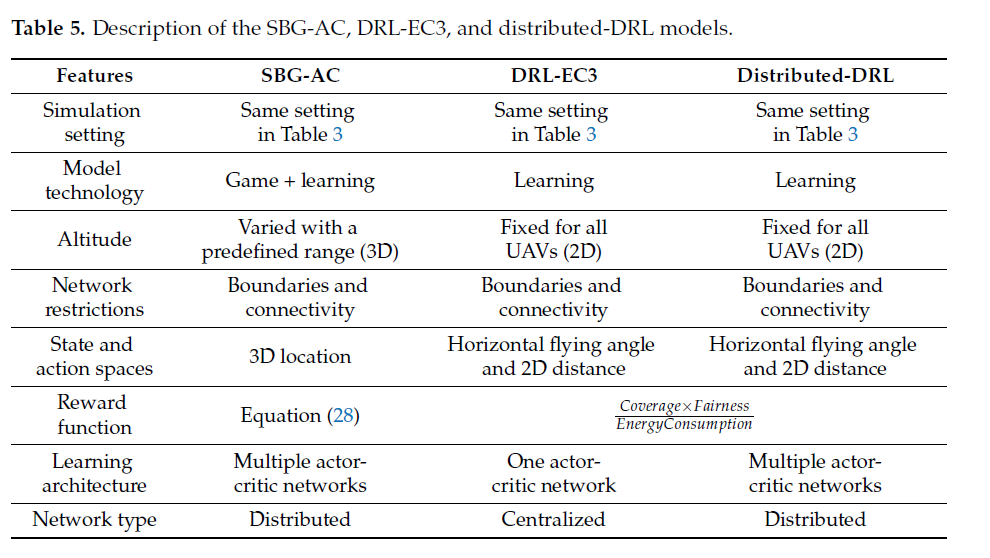 Table 5. Description of the SBG-AC, DRL-EC3, and distributed-DRL models.
Features SBG-AC DRL-EC3 Distributed-DRL
Simulation setting Same setting in Table 3 Same setting in Table 3 Same setting in Table 3
Model technology Game + learning Learning Learning
Altitude Varied with a predefined range (3D) Fixed for all UAVs (2D) Fixed for all UAVs (2D)
Network restrictions Boundaries and connectivity Boundaries and connectivity Boundaries and connectivity
State and action spaces 3D location Horizontal flying angle and 2D distance Horizontal flying angle and 2D distance
Reward function Equation (28) Coverage×Fairness EnergyConsumption
Learning architecture Multiple actor-critic networks One actor-critic network Multiple actor-critic networks
Network type Distributed Centralized Distributed